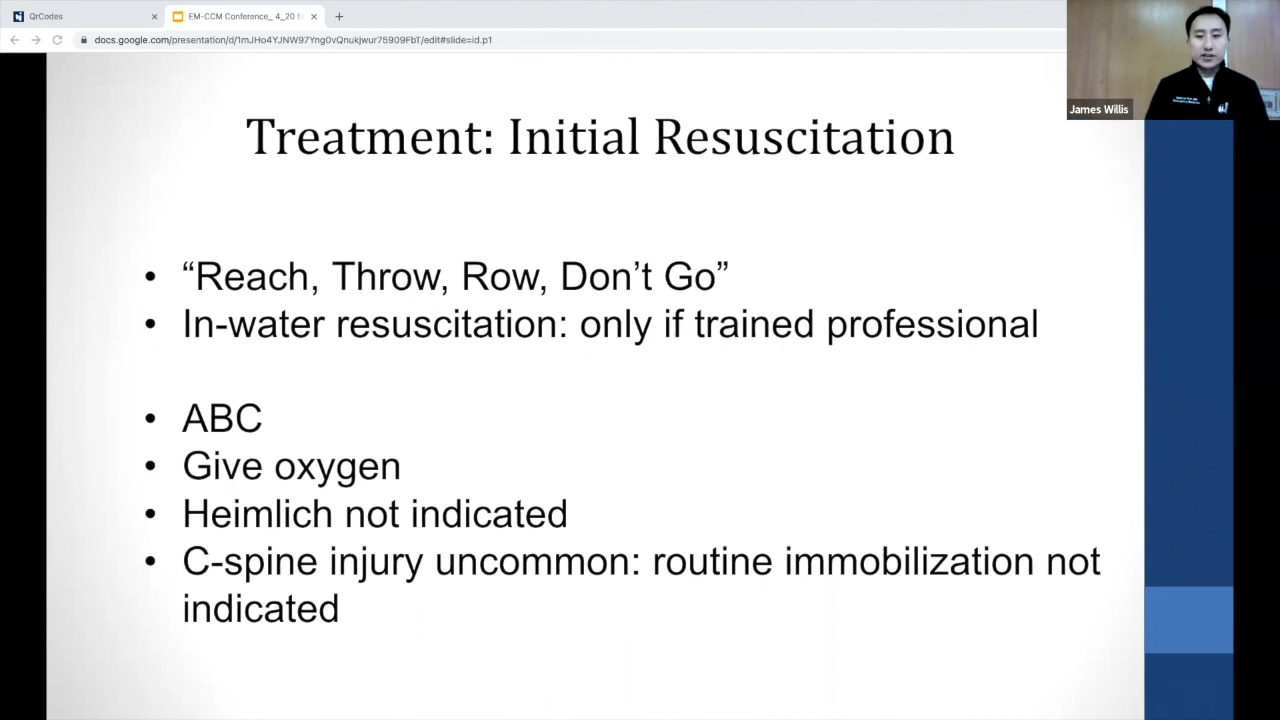 QrCodes
EM-CCM Conference_ 4_20 f
docs.google.com/presentation/d/1mJHo4YJNW97Yng0vQnukjwur75909FbT/edit#slide=id.p1
James Willis
Treatment: Initial Resuscitation
• “Reach, Throw, Row, Don’t Go”
• In-water resuscitation: only if trained professional
• ABC
• Give oxygen
• Heimlich not indicated
• C-spine injury uncommon: routine immobilization not
indicated